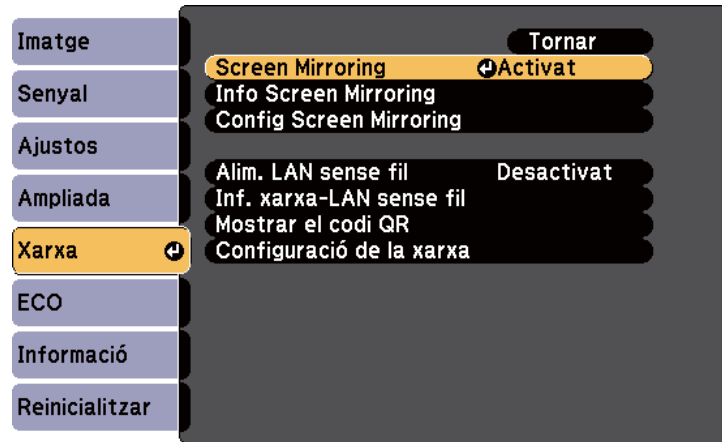 Imatge
Senyal
Ajustos
Ampliada
Xarxa
ECO
Informació
Reinicialitzar
Tornar
Screen Mirroring Activat
Info Screen Mirroring
Config Screen Mirroring
Alim. LAN sense fil Desactivat
Inf. xarxa-LAN sense fil
Mostrar el codi QR
Configuració de la xarxa